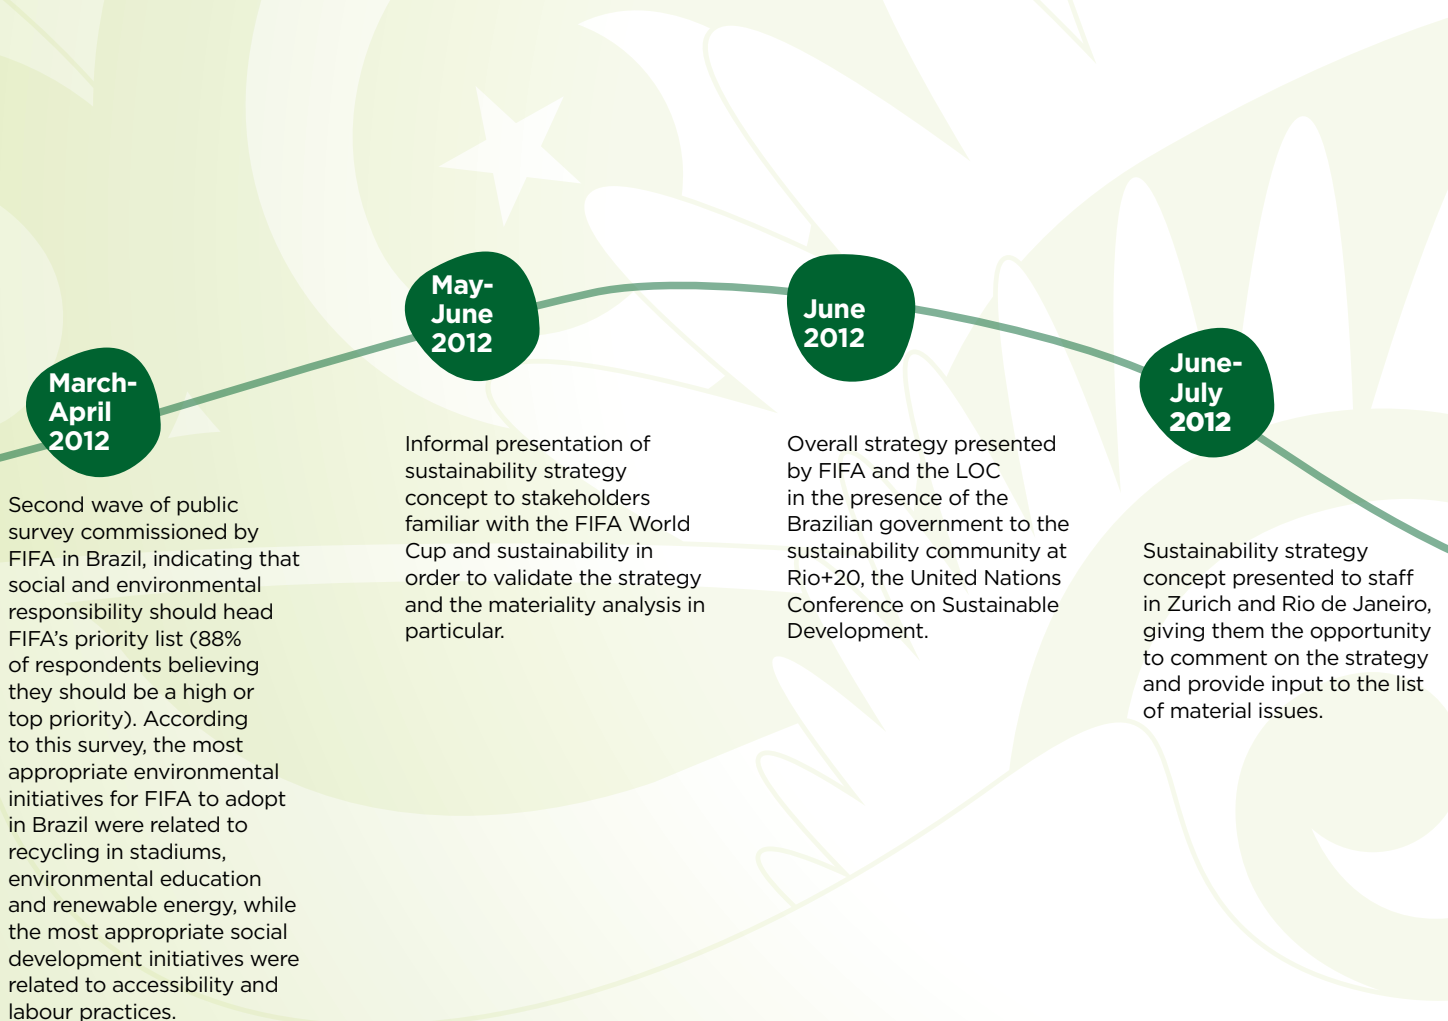 March-
April
2012
Second wave of public
survey commissioned by
FIFA in Brazil, indicating that
social and environmental
responsibility should head
FIFA's priority list (88%
of respondents believing
they should be a high or
top priority). According
to this survey, the most
appropriate environmental
initiatives for FIFA to adopt
in Brazil were related to
recycling in stadiums,
environmental education
and renewable energy, while
the most appropriate social
development initiatives were
related to accessibility and
labour practices.
May-
June
2012
Informal presentation of
sustainability strategy
concept to stakeholders
familiar with the FIFA World
Cup and sustainability in
order to validate the strategy
and the materiality analysis in
particular.
June
2012
Overall strategy presented
by FIFA and the LOC
in the presence of the
Brazilian government to the
sustainability community at
Rio+20, the United Nations
Conference on Sustainable
Development.
June-
July
2012
Sustainability strategy
concept presented to staff
in Zurich and Rio de Janeiro,
giving them the opportunity
to comment on the strategy
and provide input to the list
of material issues.